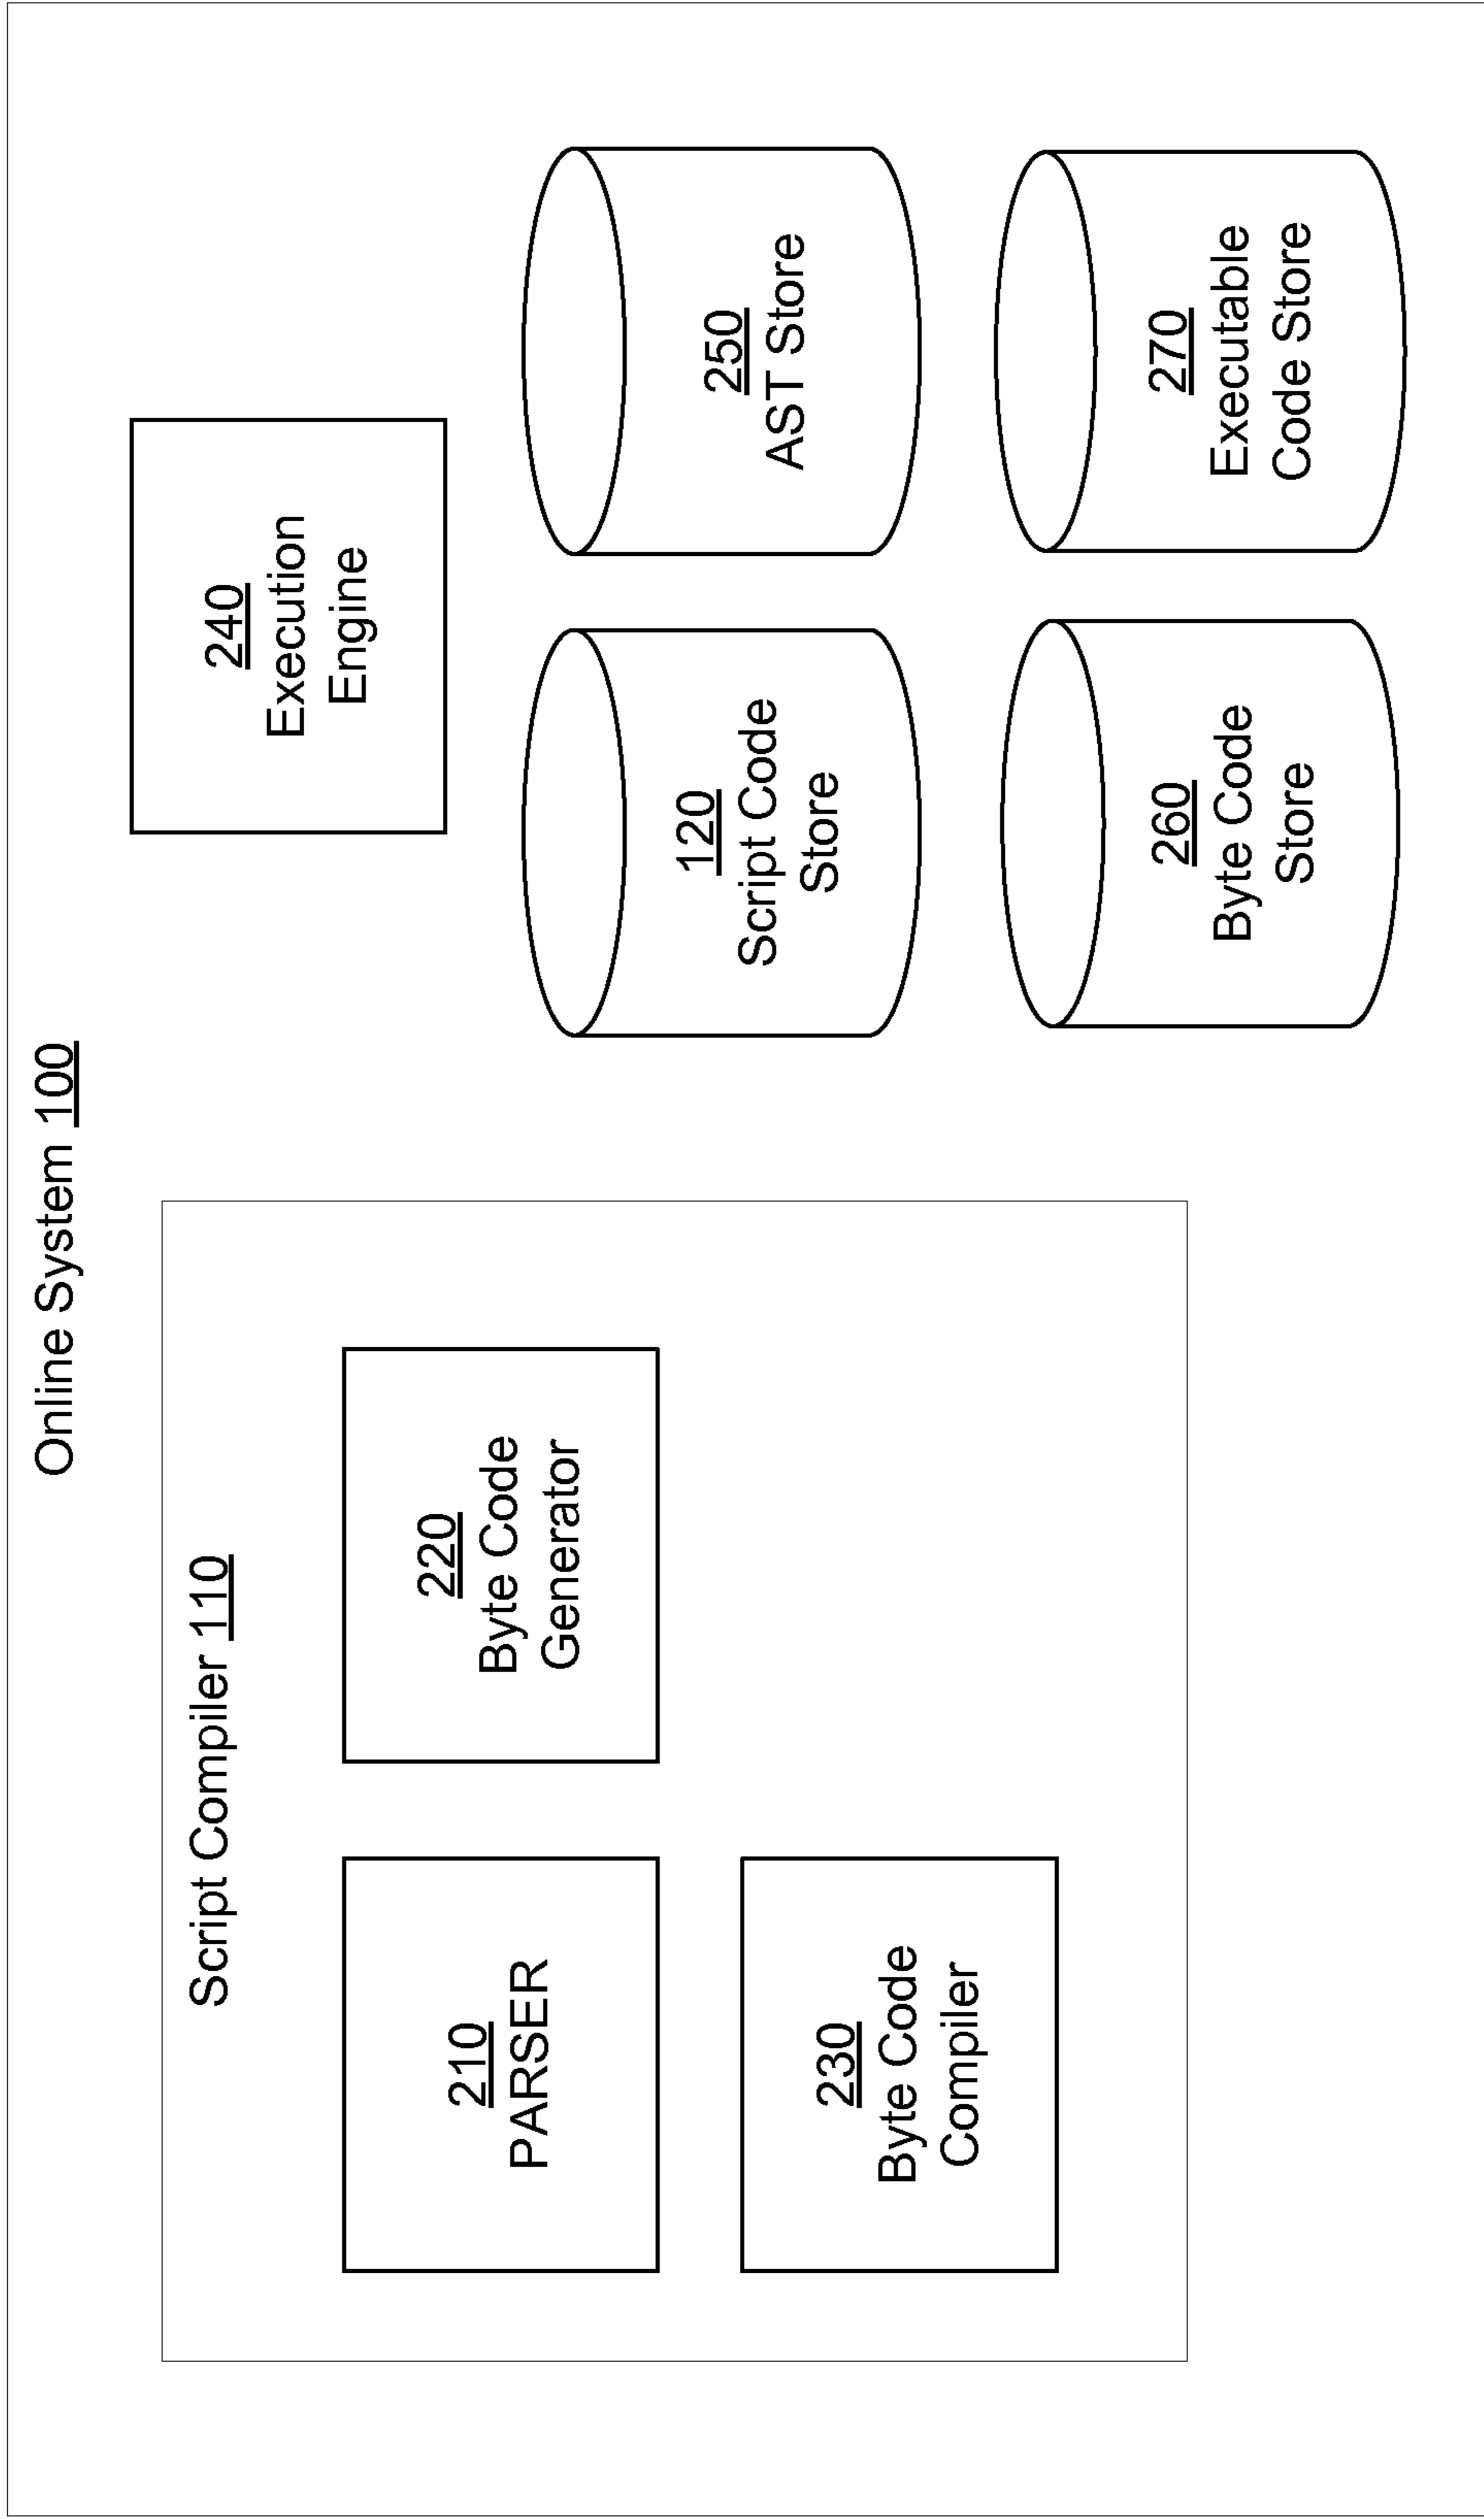 Online System 100
Script Compiler 110
210
PARSER
220
Byte Code
Generator
230
Byte Code
Compiler
240
Execution
Engine
120
Script Code
Store
250
AST Store
260
Byte Code
Store
270
Executable
Code Store